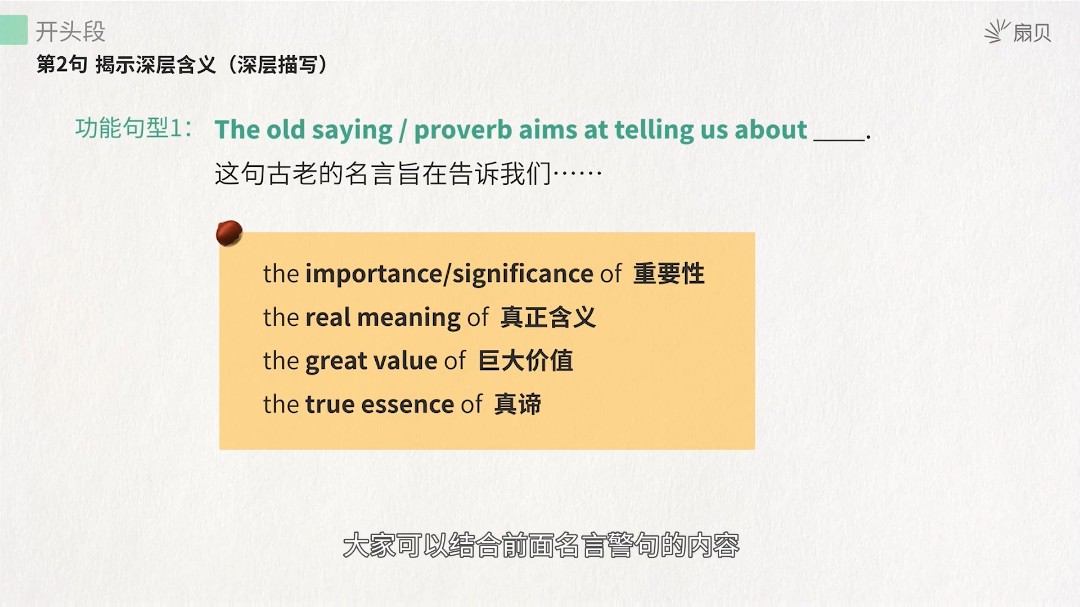 开头段
扇贝
第2句 揭示深层含义（深层描写）
功能句型1： The old saying / proverb aims at telling us about ____.
这句古老的名言旨在告诉我们……
the importance/significance of 重要性
the real meaning of 真正含义
the great value of 巨大价值
the true essence of 真谛
大家可以结合前面名言警句的内容